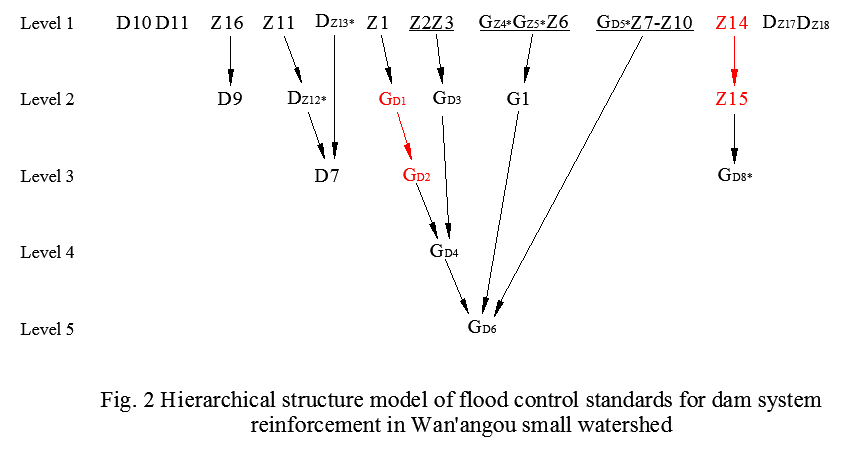 Level 1 D10 D11 Z16 Z11 DZ13* Z1 Z2Z3 GZ4*GZ5*Z6 GD5*Z7-Z10 Z14 DZ17DZ18
Level 2 D9 DZ12* GD1 GD3 G1 Z15
Level 3 D7 GD2 GD8*
Level 4 GD4
Level 5 GD6
Fig. 2 Hierarchical structure model of flood control standards for dam system
reinforcement in Wan'angou small watershed